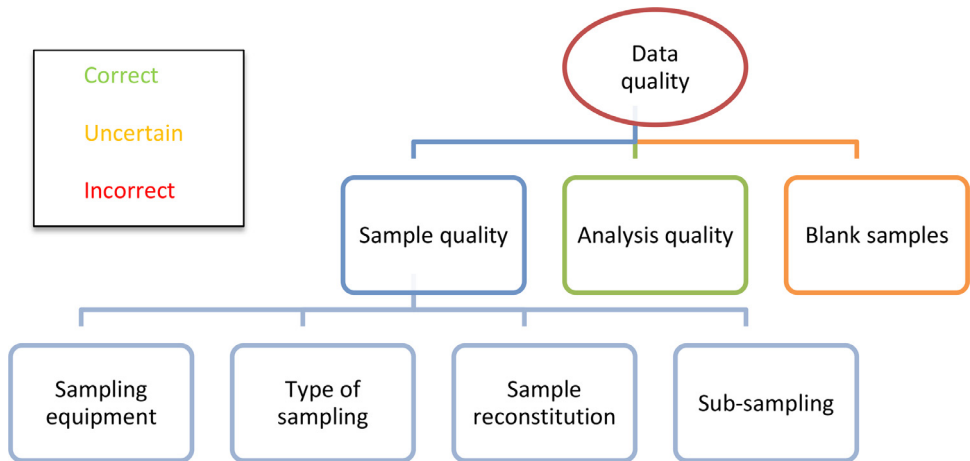 Data
quality
Correct
Uncertain
Incorrect
Sample quality
Analysis quality
Blank samples
Sampling
equipment
Type of
sampling
Sample
reconstitution
Sub-sampling